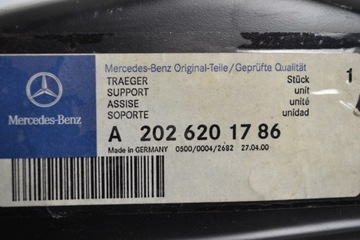 Mercedes-Benz Original-Teile/Geprüfte Qualität
TRAEGER Stück 1
SUPPORT unit
ASSISE unité
SOPORTE unidad
Mercedes-Benz
A 202 620 17 86
Made in GERMANY 0500/0004/2682 27.04.00